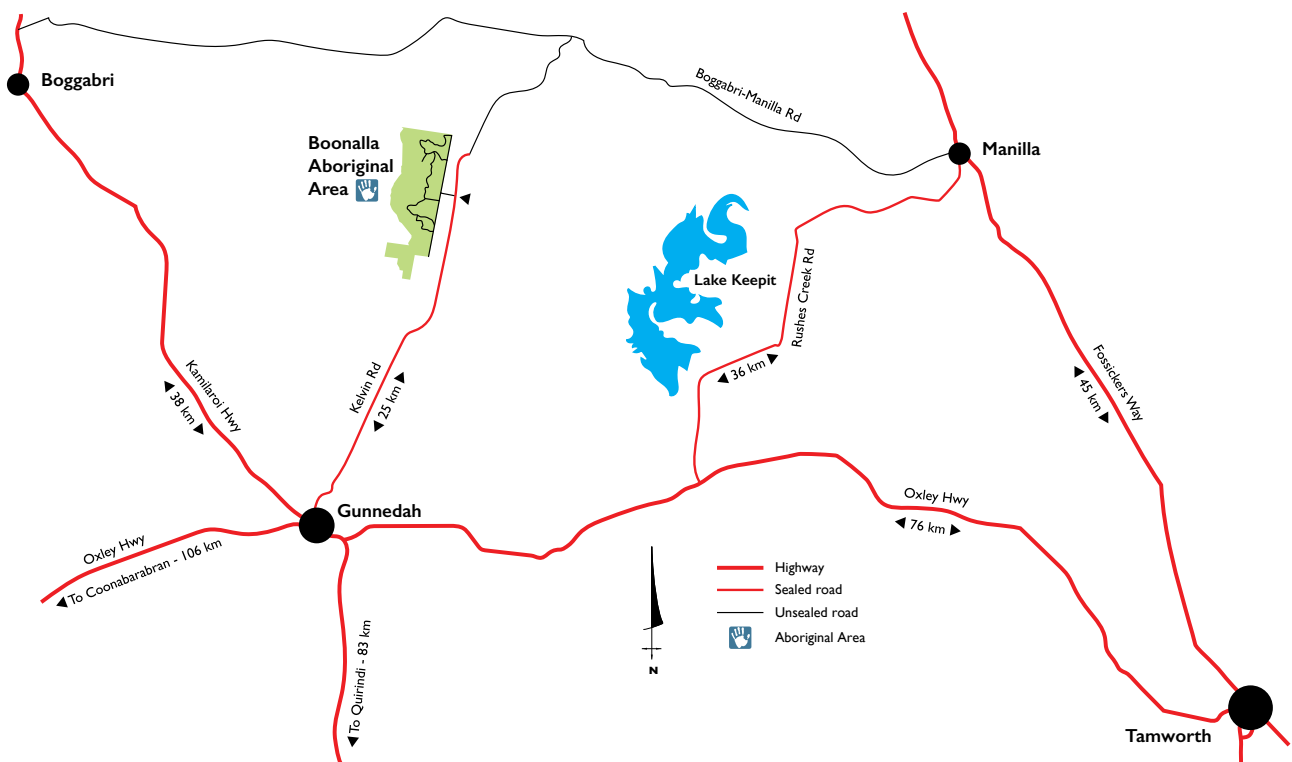 Boggabri
Boggabri-Manilla Rd
Boonalla
Aboriginal
Area
Manilla
Lake Keepit
Rushes Creek Rd
36 km
Fossickers Way
45 km
Kamilaroi Hwy
38 km
Kelvin Rd
25 km
Gunnedah
Oxley Hwy
76 km
Oxley Hwy
To Coonabarabran - 106 km
To Quirindi - 83 km
Highway
Sealed road
Unsealed road
Aboriginal Area
N
Tamworth